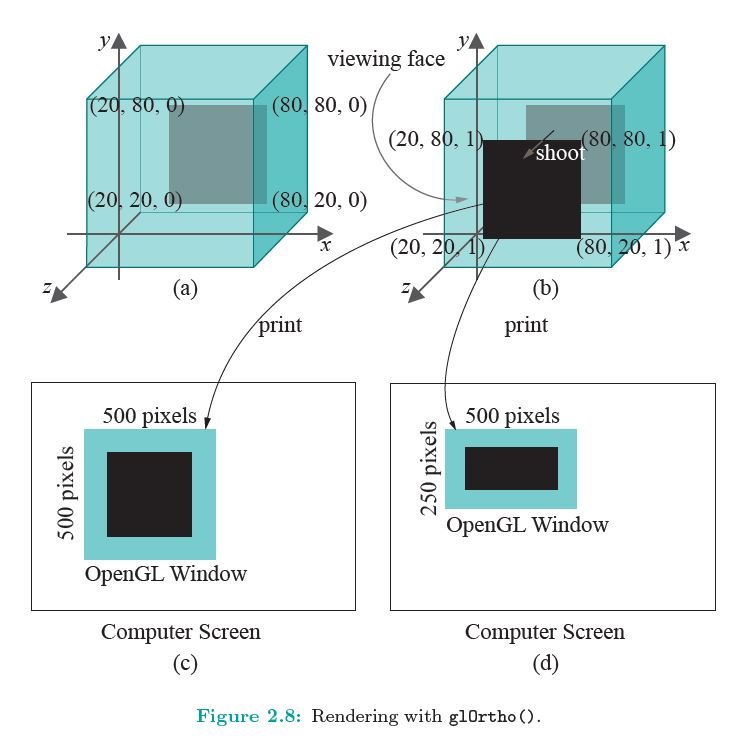 y
(20, 80, 0)
(80, 80, 0)
(20, 20, 0)
(80, 20, 0)
x
z
(a)
viewing face
y
(20, 80, 1)
(80, 80, 1)
shoot
(20, 20, 1)
(80, 20, 1)
x
z
(b)
print
print
500 pixels
500 pixels
OpenGL Window
Computer Screen
(c)
500 pixels
250 pixels
OpenGL Window
Computer Screen
(d)
Figure 2.8: Rendering with glOrtho().